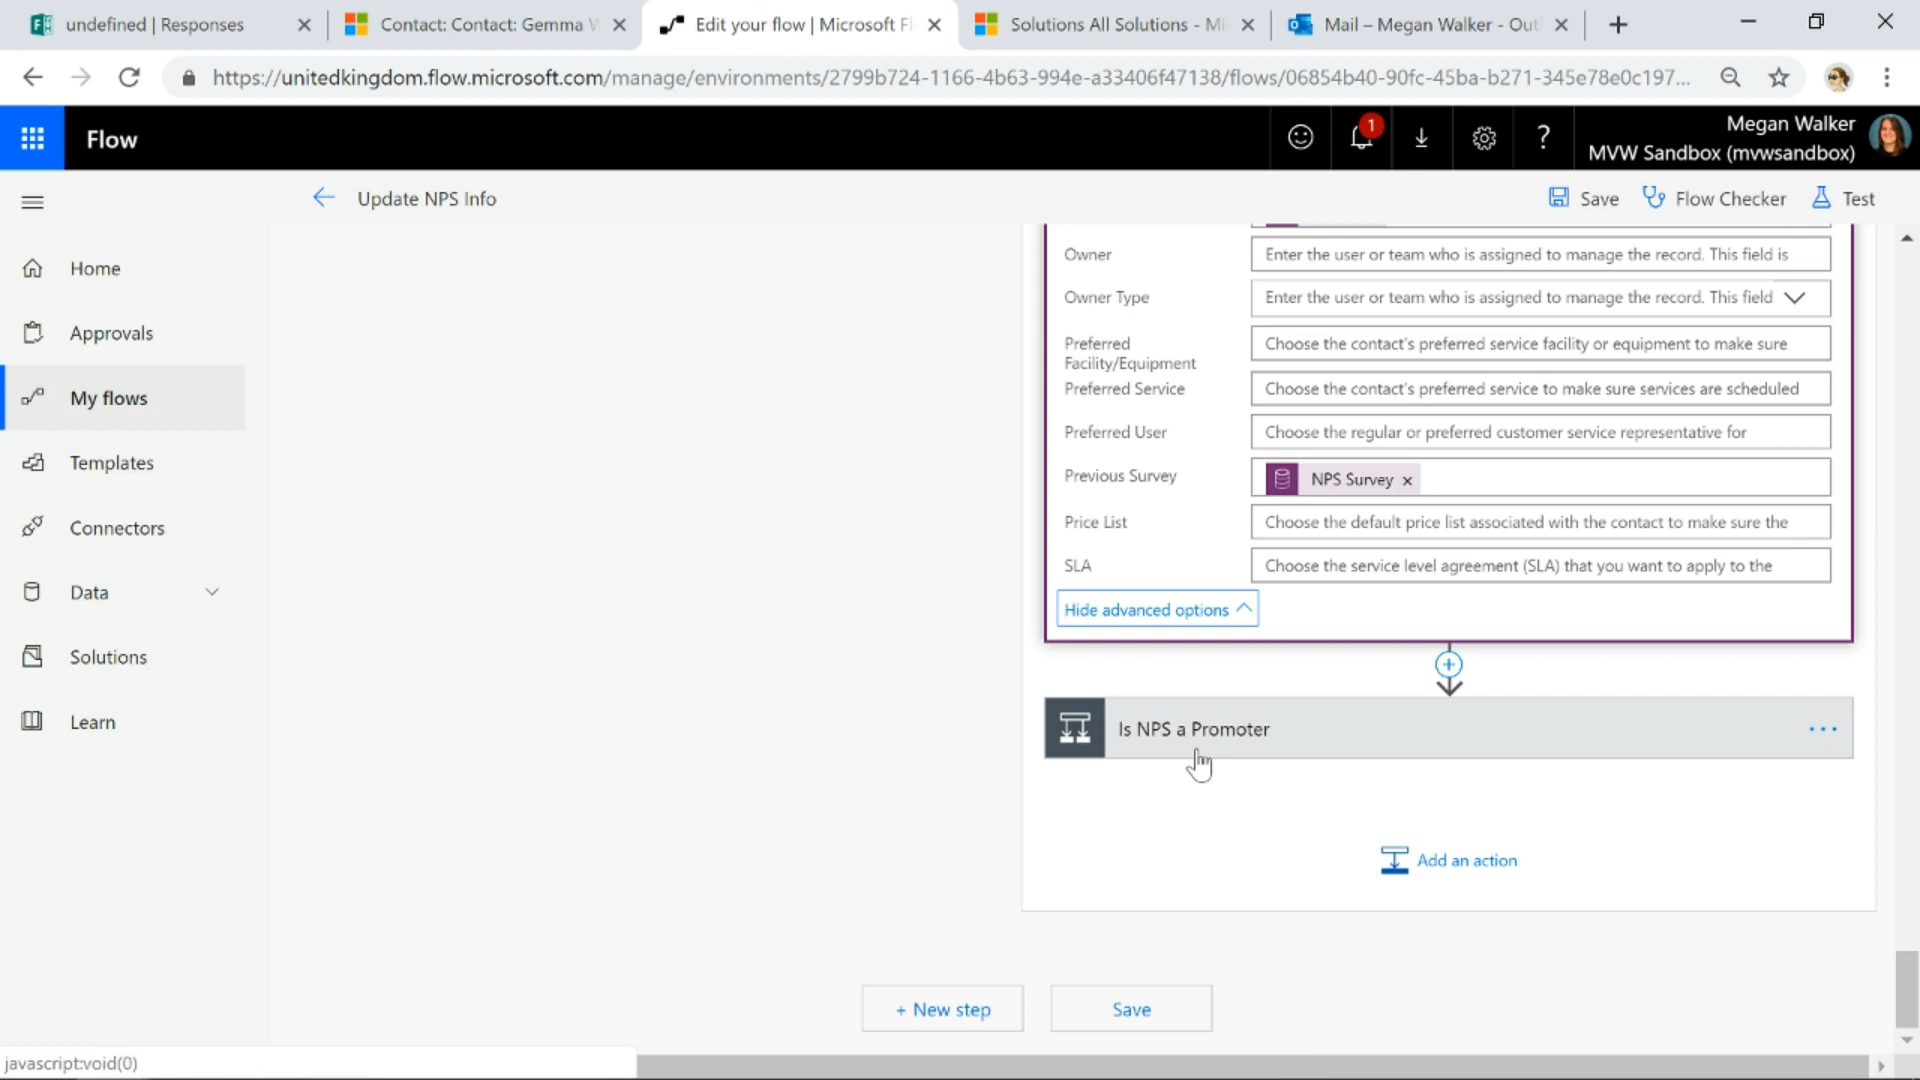 undefined | Responses
Contact: Contact: Gemma
Edit your flow | Microsoft Fl
Solutions All Solutions - Mi
Mail – Megan Walker - Out
https://unitedkingdom.flow.microsoft.com/manage/environments/2799b724-1166-4b63-994e-a33406f47138/flows/06854b40-90fc-45ba-b271-345e78e0c197...
Flow
1
?
Megan Walker
MVW Sandbox (mvwsandbox)
Update NPS Info
Save
Flow Checker
Test
Home
Approvals
My flows
Templates
Connectors
Data
Solutions
Learn
Owner
Enter the user or team who is assigned to manage the record. This field is
Owner Type
Enter the user or team who is assigned to manage the record. This field
Preferred
Facility/Equipment
Choose the contact's preferred service facility or equipment to make sure
Preferred Service
Choose the contact's preferred service to make sure services are scheduled
Preferred User
Choose the regular or preferred customer service representative for
Previous Survey
NPS Survey ×
Price List
Choose the default price list associated with the contact to make sure the
SLA
Choose the service level agreement (SLA) that you want to apply to the
Hide advanced options
Is NPS a Promoter
...
Add an action
+ New step
Save
javascript:void(0)